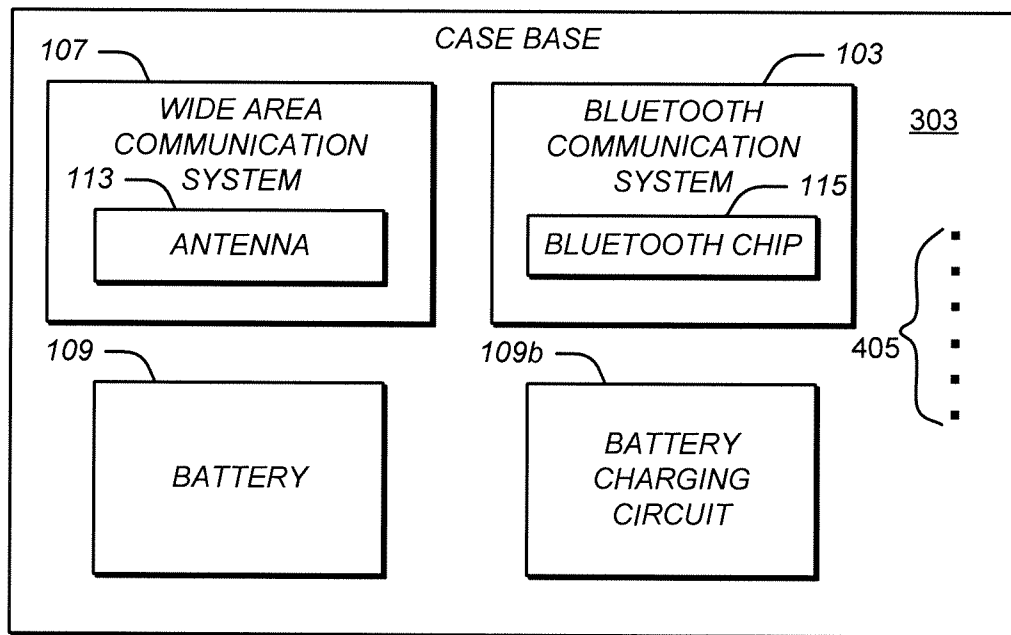 CASE BASE
107
103
WIDE AREA
COMMUNICATION
SYSTEM
BLUETOOTH
COMMUNICATION
SYSTEM
303
113
115
ANTENNA
BLUETOOTH CHIP
405
109
109b
BATTERY
BATTERY
CHARGING
CIRCUIT